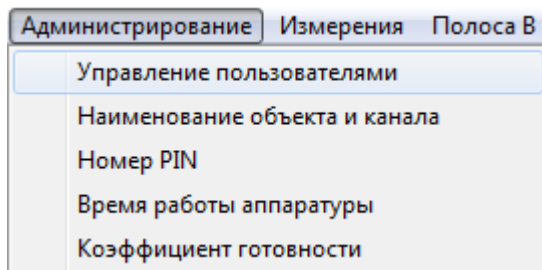 Администрирование Измерения Полоса В
Управление пользователями
Наименование объекта и канала
Номер PIN
Время работы аппаратуры
Коэффициент готовности